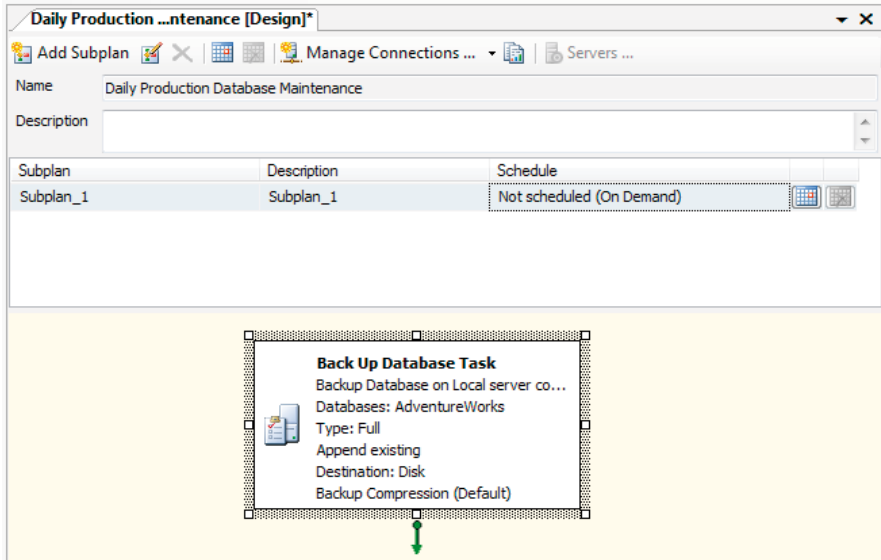 Daily Production ...ntenance [Design]*
Add Subplan Manage Connections ... Servers ...
Name Daily Production Database Maintenance
Description
Subplan Description Schedule
Subplan_1 Subplan_1 Not scheduled (On Demand)
Back Up Database Task
Backup Database on Local server co...
Databases: AdventureWorks
Type: Full
Append existing
Destination: Disk
Backup Compression (Default)